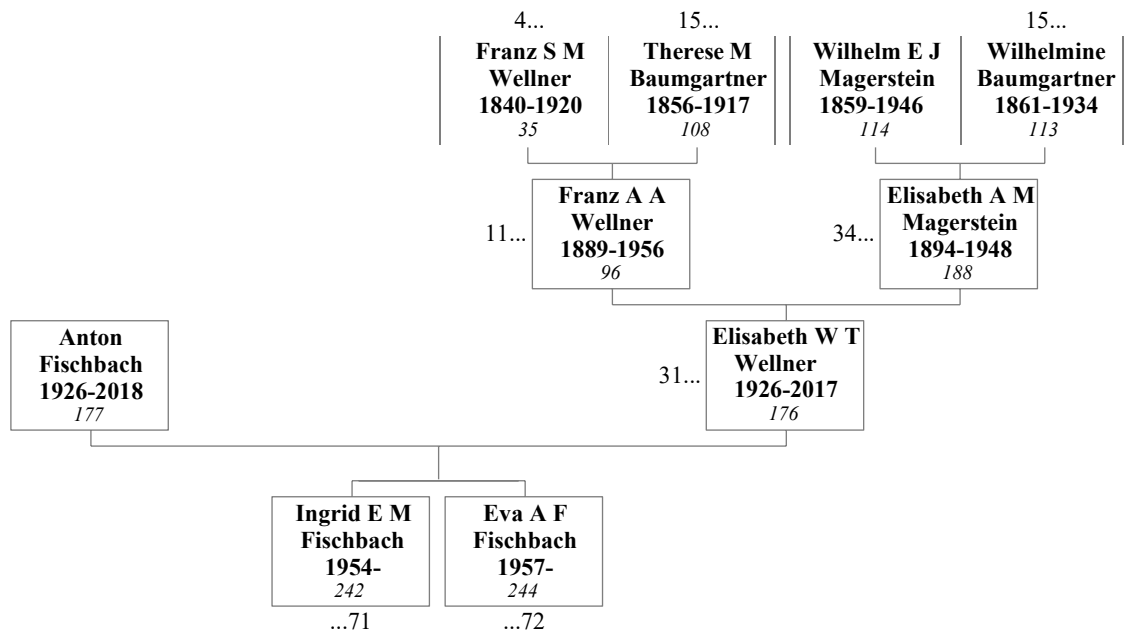 4...
15...
15...
Franz S M
Wellner
1840-1920
35
Therese M
Baumgartner
1856-1917
108
Wilhelm E J
Magerstein
1859-1946
114
Wilhelmine
Baumgartner
1861-1934
113
11...
Franz A A
Wellner
1889-1956
96
34...
Elisabeth A M
Magerstein
1894-1948
188
Anton
Fischbach
1926-2018
177
31...
Elisabeth W T
Wellner
1926-2017
176
Ingrid E M
Fischbach
1954-
242
...71
Eva A F
Fischbach
1957-
244
...72